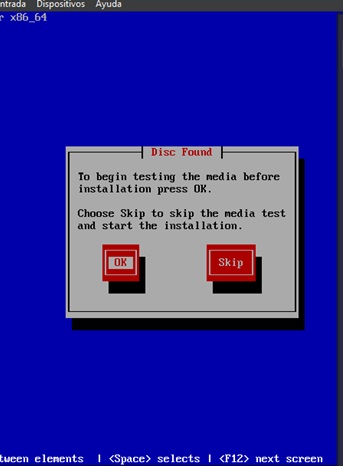 ntrada Dispositivos Ayuda
r x86_64
Disc Found
To begin testing the media before
installation press OK.
Choose Skip to skip the media test
and start the installation.
OK Skip
tween elements | <Space> selects | <F12> next screen